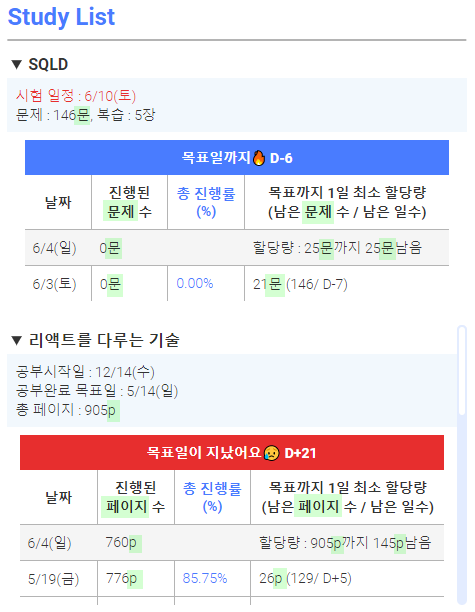 Study List
▼ SQLD
시험 일정 : 6/10(토)
문제 : 146문, 복습 : 5장
목표일까지🔥 D-6
날짜 진행된 문제 수 총 진행률 (%) 목표까지 1일 최소 할당량 (남은 문제 수 / 남은 일수)
6/4(일) 0문 할당량 : 25문까지 25문남음
6/3(토) 0문 0.00% 21문 (146/ D-7)
▼ 리액트를 다루는 기술
공부시작일 : 12/14(수)
공부완료 목표일 : 5/14(일)
총 페이지 : 905p
목표일이 지났어요😥 D+21
날짜 진행된 페이지 수 총 진행률 (%) 목표까지 1일 최소 할당량 (남은 페이지 수 / 남은 일수)
6/4(일) 760p 할당량 : 905p까지 145p남음
5/19(금) 776p 85.75% 26p (129/ D+5)